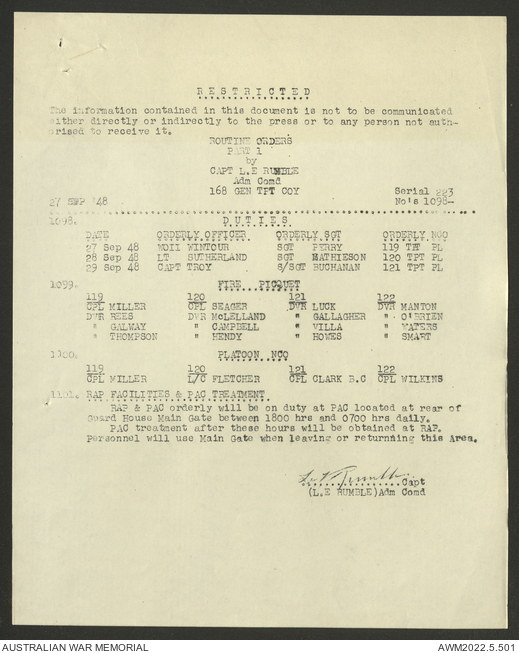 R E S T R I C T E D
The information contained in this document is not to be communicated
either directly or indirectly to the press or to any person not auth-
orised to receive it.
ROUTINE ORDERS
PART 1
by
CAPT L.E RUMBLE
Adm Comd
168 GEN TPT COY Serial 223
27 SEP '48 No's 1098-
1098. D U T I E S
DATE ORDERLY OFFICER ORDERLY SGT ORDERLY NCO
27 Sep 48 WOII WINTOUR SGT PERRY 119 TPT PL
28 Sep 48 LT SUTHERLAND SGT MATHIESON 120 TPT PL
29 Sep 48 CAPT TROY S/SGT BUCHANAN 121 TPT PL
1099. FIRE PICQUET
119 120 121 122
CPL MILLER CPL SEAGER DVR LUCK DVR MANTON
DVR REES DVR McLELLAND " GALLAGHER " O'BRIEN
" GALWAY " CAMPBELL " VILLA " WATERS
" THOMPSON " HENDY " HOWES " SMART
1100. PLATOON NCO
119 120 121 122
CPL MILLER L/C FLETCHER CPL CLARK B.C CPL WILKINS
1101. RAP FACILITIES & PAC TREATMENT
RAP & PAC orderly will be on duty at PAC located at rear of
Guard House Main Gate between 1800 hrs and 0700 hrs daily.
PAC treatment after these hours will be obtained at RAP.
Personnel will use Main Gate when leaving or returnning this Area.
Capt
(L.E RUMBLE)Adm Comd
AUSTRALIAN WAR MEMORIAL AWM2022.5.501